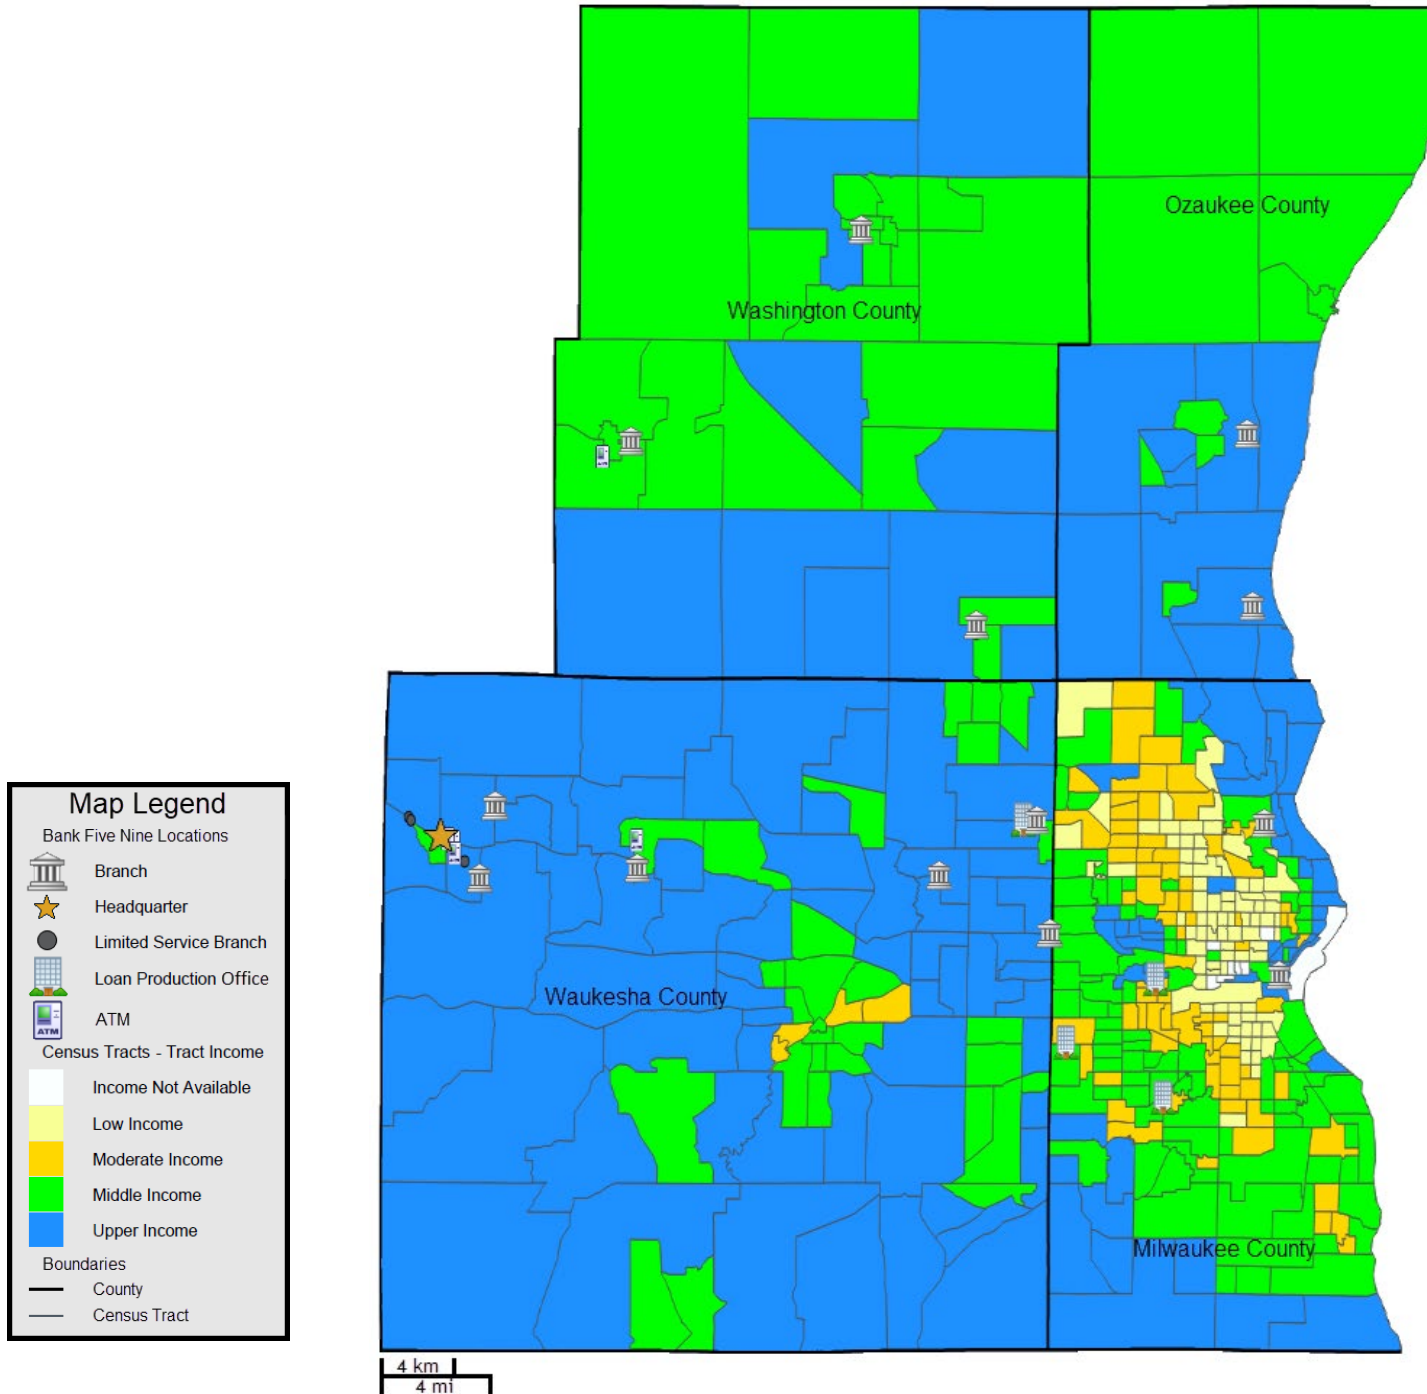 Ozaukee County
Washington County
Waukesha County
Milwaukee County
Map Legend
Bank Five Nine Locations
Branch
Headquarter
Limited Service Branch
Loan Production Office
ATM
ATM
Census Tracts - Tract Income
Income Not Available
Low Income
Moderate Income
Middle Income
Upper Income
Boundaries
County
Census Tract
4 km
4 mi